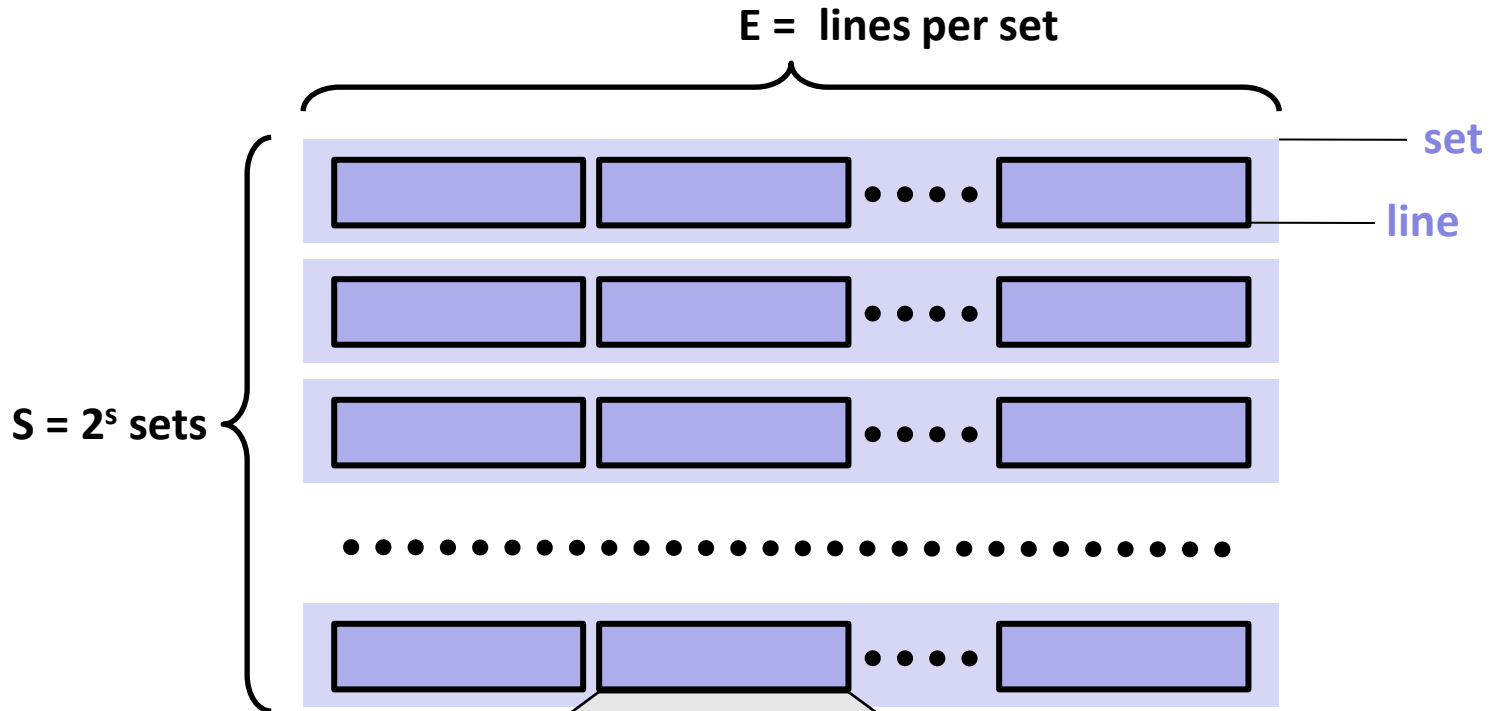 E = lines per set
set
line
S = 2ˢ sets